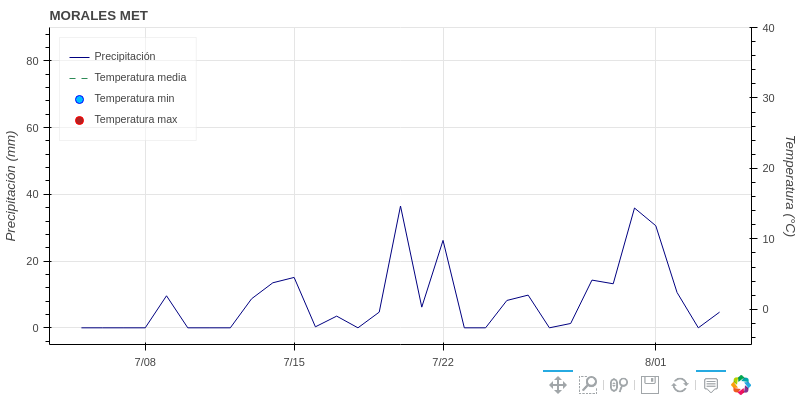 MORALES MET
Precipitación
Temperatura media
Temperatura min
Temperatura max
Precipitación (mm)
80
60
40
20
0
Temperatura (°C)
40
30
20
10
0
7/08
7/15
7/22
8/01